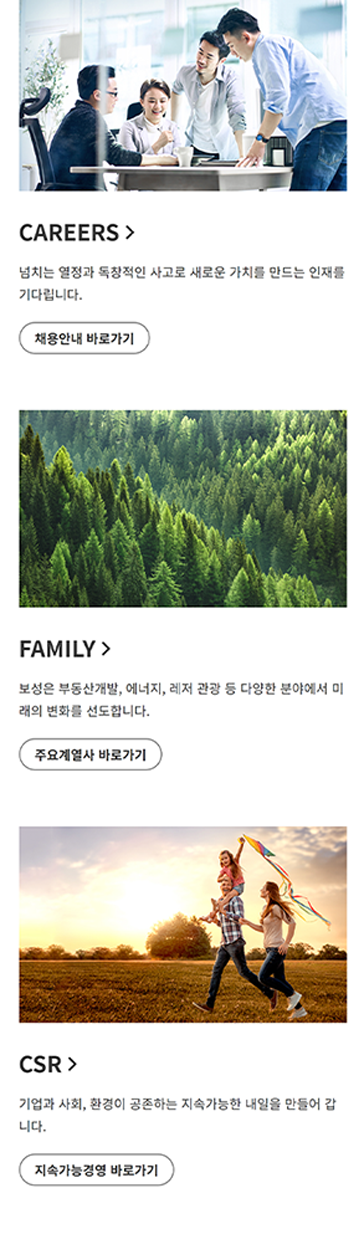 CAREERS >
넘치는 열정과 독창적인 사고로 새로운 가치를 만드는 인재를
기다립니다.
채용안내 바로가기
FAMILY >
보성은 부동산개발, 에너지, 레저 관광 등 다양한 분야에서 미
래의 변화를 선도합니다.
주요계열사 바로가기
CSR >
기업과 사회, 환경이 공존하는 지속가능한 내일을 만들어 갑
니다.
지속가능경영 바로가기